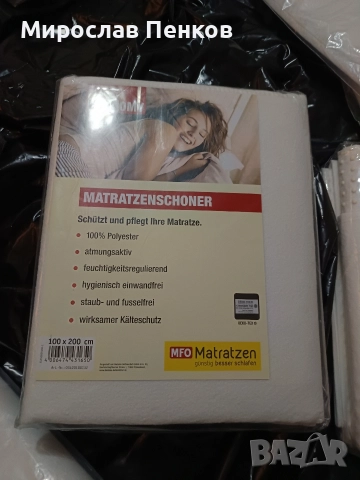 Мирослав Пенков
MATRATZENSCHONER
Schützt und pflegt Ihre Matratze.
• 100% Polyester
• atmungsaktiv
• feuchtigkeitsregulierend
• hygienisch einwandfrei
• staub- und fusselfrei
• wirksamer Kälteschutz
100 x 200 cm
MFO Matratzen
günstig besser schlafen
BAZAR